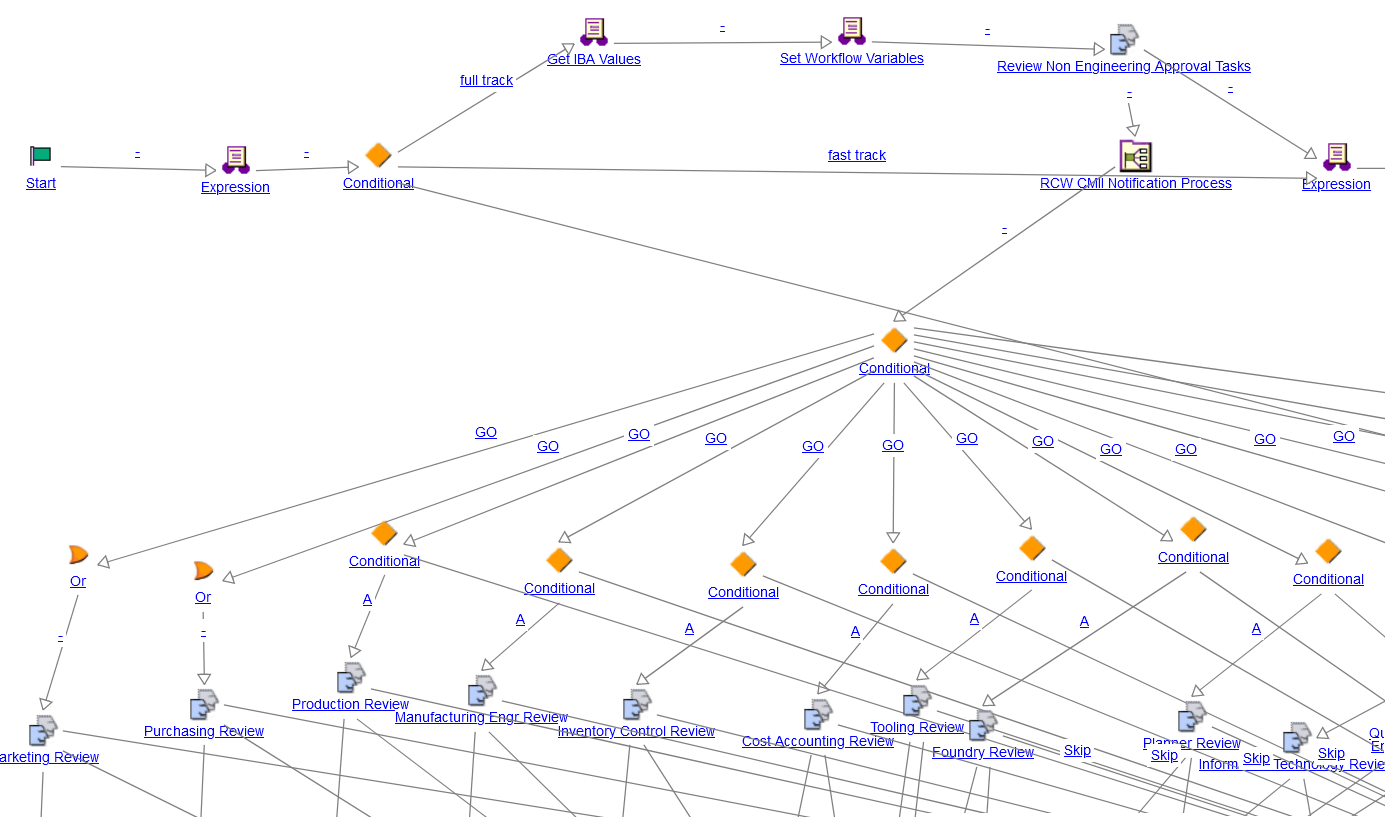 -
-
-
Get IBA Values
Set Workflow Variables
Review Non Engineering Approval Tasks
full track
-
-
-
-
fast track
Start
Expression
Conditional
RCW CMII Notification Process
Expression
-
Conditional
GO
GO
GO
GO
GO
GO
GO
GO
GO
GO
GO
GO
Or
Or
Conditional
Conditional
Conditional
Conditional
Conditional
Conditional
Conditional
-
-
A
A
A
A
A
A
A
Production Review
Manufacturing Engr Review
Purchasing Review
Inventory Control Review
Cost Accounting Review
Tooling Review
Foundry Review
Planner Review
Skip
Skip
Skip
Skip
arketing Review
Inform
Technology Revie